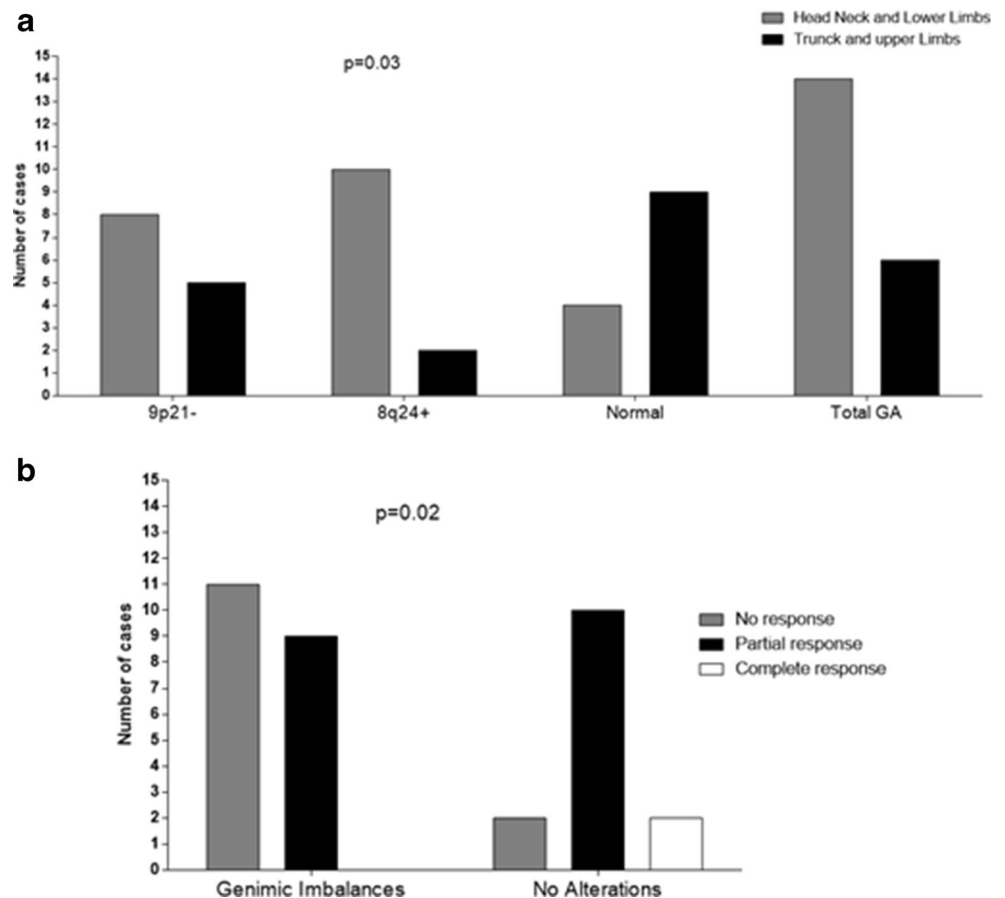 a
Head Neck and Lower Limbs
Trunck and upper Limbs
p=0.03
Number of cases
15
14
13
12
11
10
9
8
7
6
5
4
3
2
1
0
9p21-
8q24+
Normal
Total GA
b
p=0.02
Number of cases
15
14
13
12
11
10
9
8
7
6
5
4
3
2
1
0
Genimic Imbalances
No Alterations
No response
Partial response
Complete response